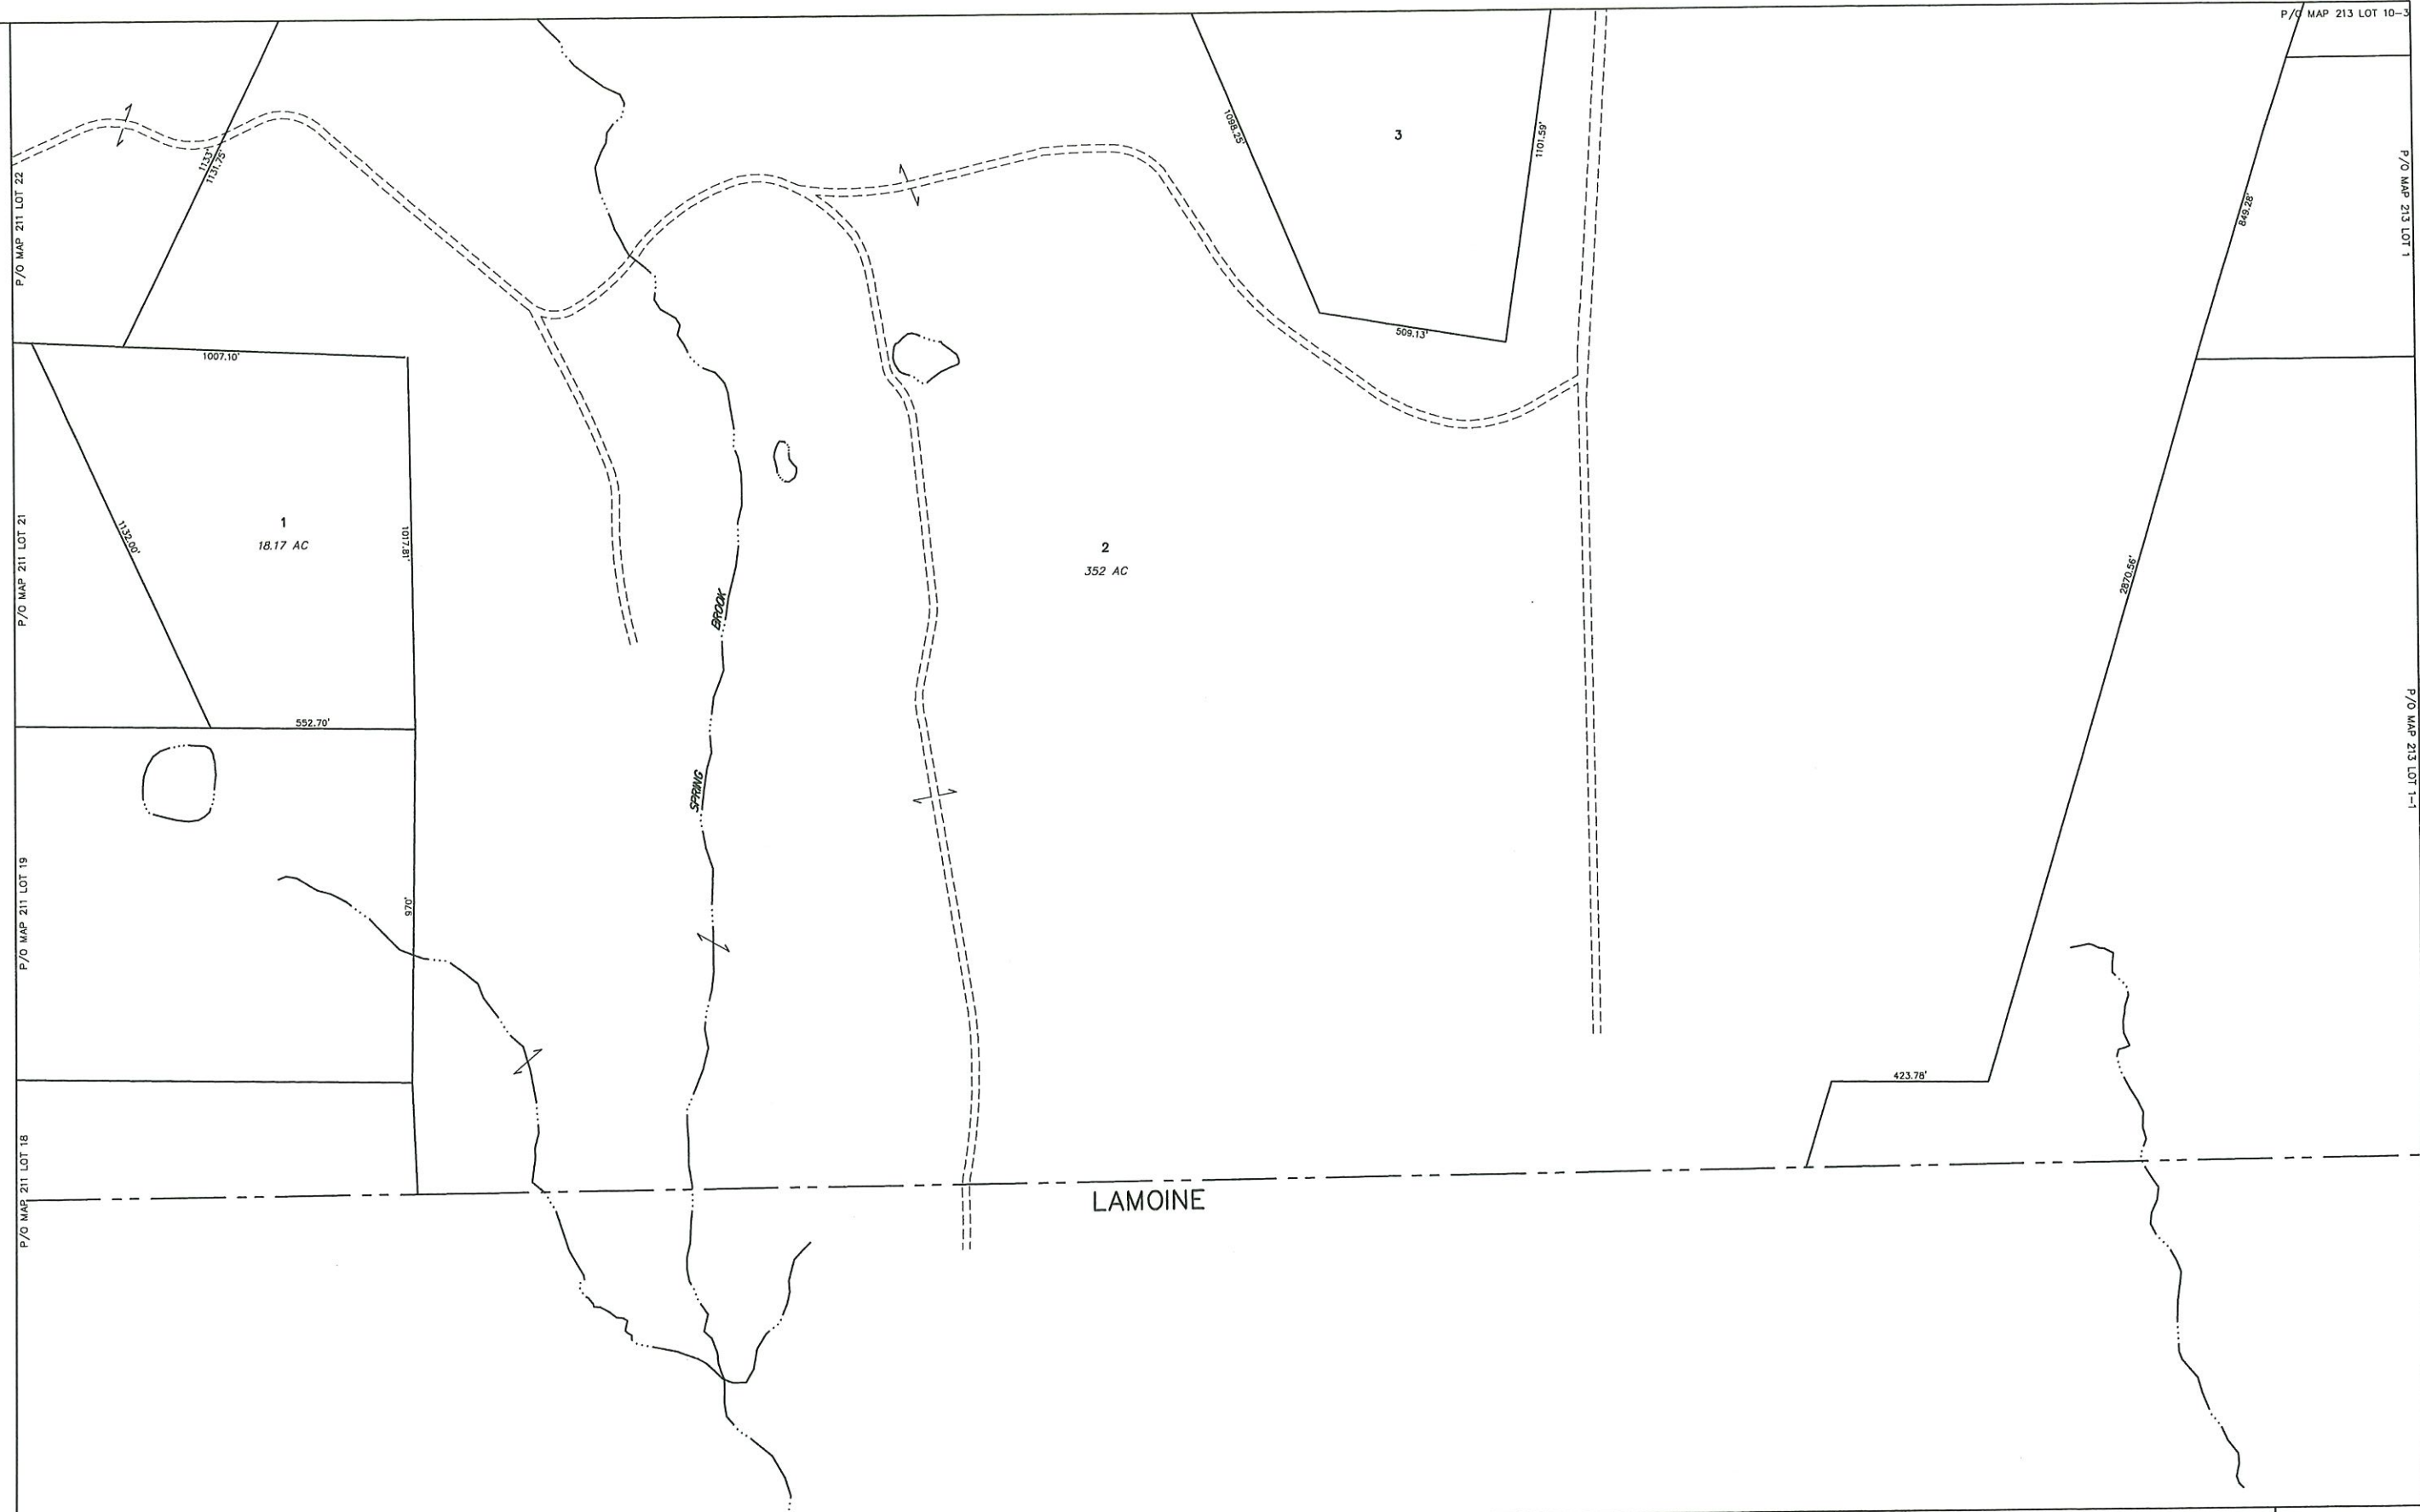 P/O MAP 213 LOT 10-3
1098.25'
3
1101.59'
1133'
1131.75'
P/O MAP 211 LOT 22
P/O MAP 213 LOT 1
849.28'
509.13'
1007.10'
1
18.17 AC
1132.00'
1017.81'
P/O MAP 211 LOT 21
2
352 AC
2870.56'
BROOK
SPRING
552.70'
P/O MAP 213 LOT 1-1
P/O MAP 211 LOT 19
970'
423.78'
P/O MAP 211 LOT 18
LAMOINE